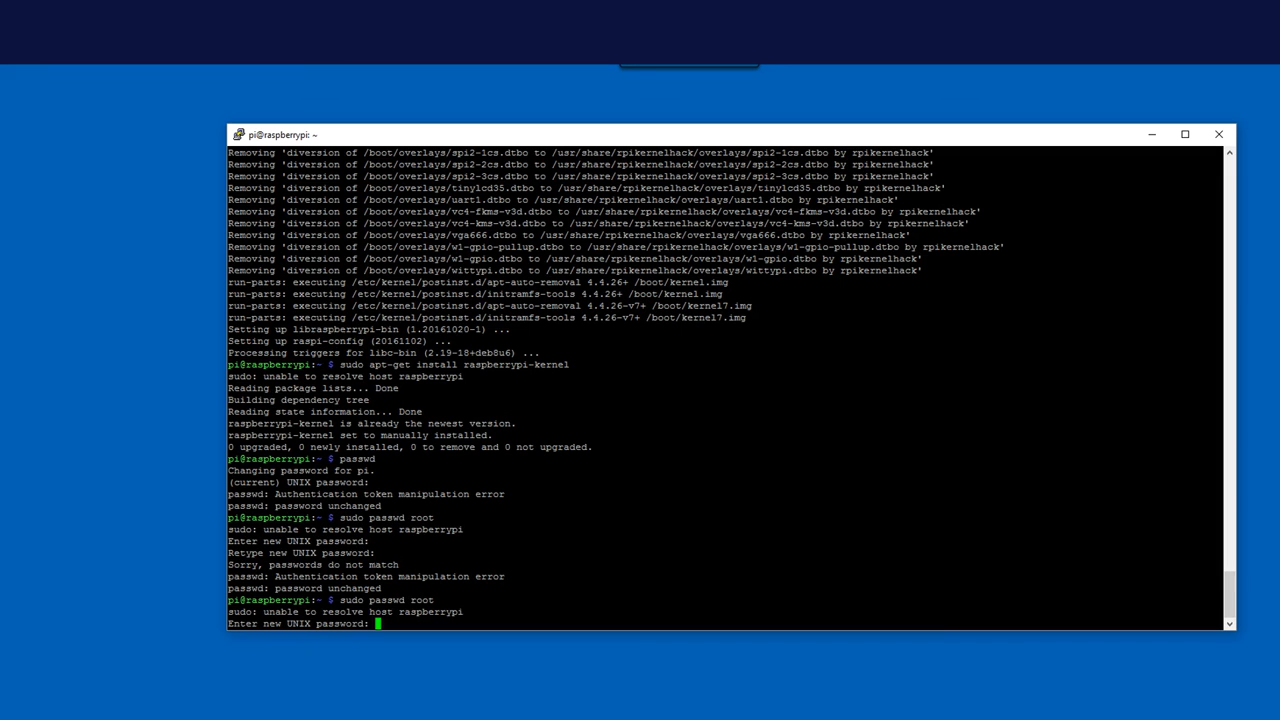 pi@raspberrypi: ~
Removing 'diversion of /boot/overlays/spi2-1cs.dtbo to /usr/share/rpikernelhack/overlays/spi2-1cs.dtbo by rpikernelhack'
Removing 'diversion of /boot/overlays/spi2-2cs.dtbo to /usr/share/rpikernelhack/overlays/spi2-2cs.dtbo by rpikernelhack'
Removing 'diversion of /boot/overlays/spi2-3cs.dtbo to /usr/share/rpikernelhack/overlays/spi2-3cs.dtbo by rpikernelhack'
Removing 'diversion of /boot/overlays/tinylcd35.dtbo to /usr/share/rpikernelhack/overlays/tinylcd35.dtbo by rpikernelhack'
Removing 'diversion of /boot/overlays/uart1.dtbo to /usr/share/rpikernelhack/overlays/uart1.dtbo by rpikernelhack'
Removing 'diversion of /boot/overlays/vc4-fkms-v3d.dtbo to /usr/share/rpikernelhack/overlays/vc4-fkms-v3d.dtbo by rpikernelhack'
Removing 'diversion of /boot/overlays/vc4-kms-v3d.dtbo to /usr/share/rpikernelhack/overlays/vc4-kms-v3d.dtbo by rpikernelhack'
Removing 'diversion of /boot/overlays/vga666.dtbo to /usr/share/rpikernelhack/overlays/vga666.dtbo by rpikernelhack'
Removing 'diversion of /boot/overlays/w1-gpio-pullup.dtbo to /usr/share/rpikernelhack/overlays/w1-gpio-pullup.dtbo by rpikernelhack'
Removing 'diversion of /boot/overlays/w1-gpio.dtbo to /usr/share/rpikernelhack/overlays/w1-gpio.dtbo by rpikernelhack'
Removing 'diversion of /boot/overlays/wittypi.dtbo to /usr/share/rpikernelhack/overlays/wittypi.dtbo by rpikernelhack'
run-parts: executing /etc/kernel/postinst.d/apt-auto-removal 4.4.26+ /boot/kernel.img
run-parts: executing /etc/kernel/postinst.d/initramfs-tools 4.4.26+ /boot/kernel.img
run-parts: executing /etc/kernel/postinst.d/apt-auto-removal 4.4.26-v7+ /boot/kernel7.img
run-parts: executing /etc/kernel/postinst.d/initramfs-tools 4.4.26-v7+ /boot/kernel7.img
Setting up libraspberrypi-bin (1.20161020-1) ...
Setting up raspi-config (20161102) ...
Processing triggers for libc-bin (2.19-18+deb8u6) ...
pi@raspberrypi:~ $ sudo apt-get install raspberrypi-kernel
sudo: unable to resolve host raspberrypi
Reading package lists... Done
Building dependency tree
Reading state information... Done
raspberrypi-kernel is already the newest version.
raspberrypi-kernel set to manually installed.
0 upgraded, 0 newly installed, 0 to remove and 0 not upgraded.
pi@raspberrypi:~ $ passwd
Changing password for pi.
(current) UNIX password:
passwd: Authentication token manipulation error
passwd: password unchanged
pi@raspberrypi:~ $ sudo passwd root
sudo: unable to resolve host raspberrypi
Enter new UNIX password:
Retype new UNIX password:
Sorry, passwords do not match
passwd: Authentication token manipulation error
passwd: password unchanged
pi@raspberrypi:~ $ sudo passwd root
sudo: unable to resolve host raspberrypi
Enter new UNIX password: